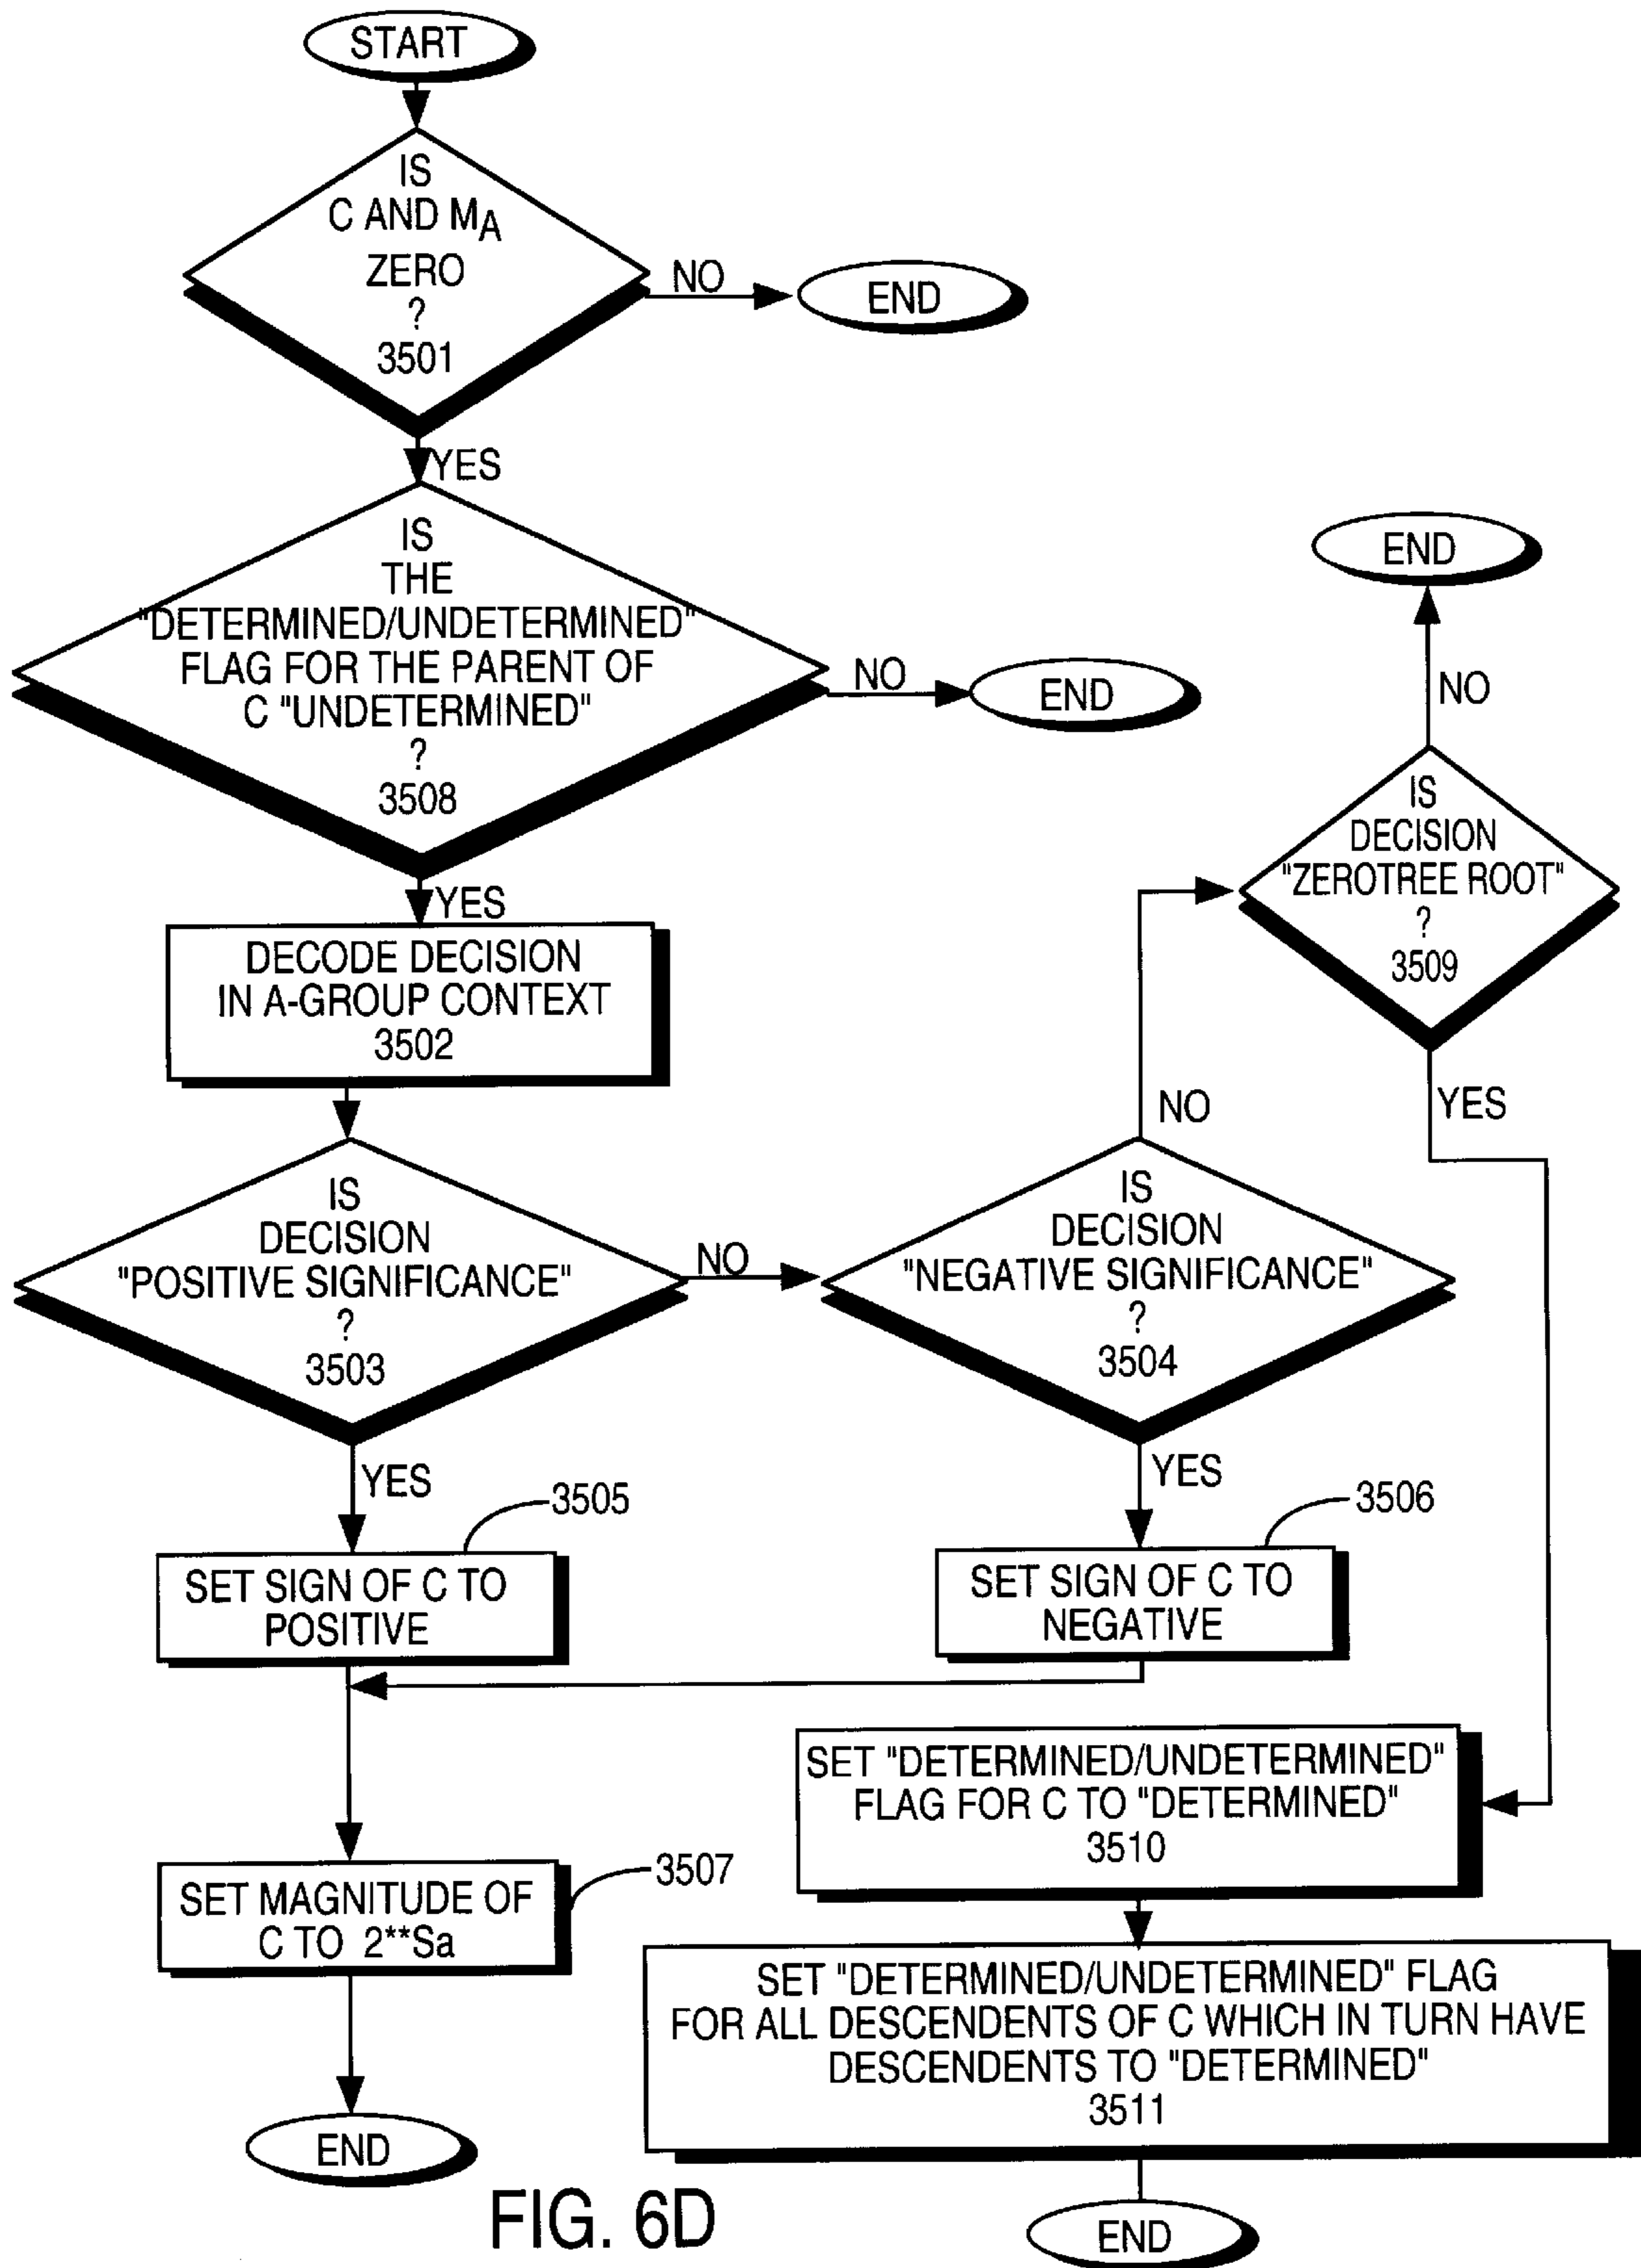 START
IS
C AND MA
ZERO
?
3501
NO
END
YES
IS
THE
"DETERMINED/UNDETERMINED"
FLAG FOR THE PARENT OF
C "UNDETERMINED"
?
3508
NO
END
YES
DECODE DECISION
IN A-GROUP CONTEXT
3502
IS
DECISION
"POSITIVE SIGNIFICANCE"
?
3503
NO
YES
3505
SET SIGN OF C TO
POSITIVE
IS
DECISION
"NEGATIVE SIGNIFICANCE"
?
3504
NO
YES
3506
SET SIGN OF C TO
NEGATIVE
END
NO
IS
DECISION
"ZEROTREE ROOT"
?
3509
YES
SET MAGNITUDE OF
C TO 2**Sa
3507
END
SET "DETERMINED/UNDETERMINED"
FLAG FOR C TO "DETERMINED"
3510
SET "DETERMINED/UNDETERMINED" FLAG
FOR ALL DESCENDENTS OF C WHICH IN TURN HAVE
DESCENDENTS TO "DETERMINED"
3511
END
FIG. 6D